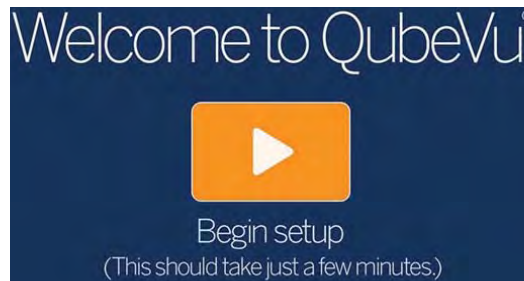 Welcome to QubeVu
Begin setup
(This should take just a few minutes.)